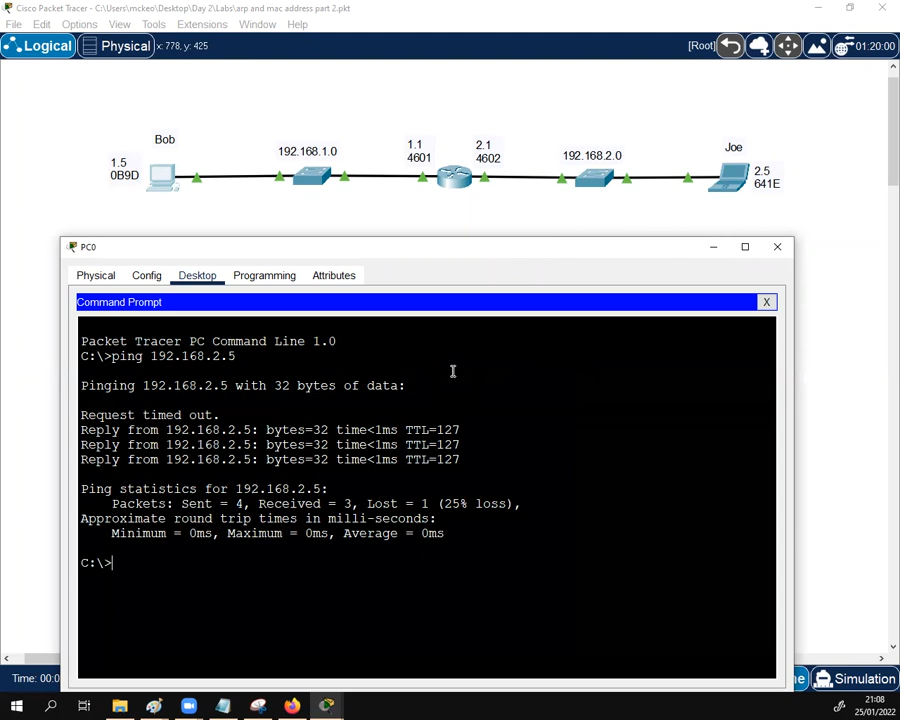 Cisco Packet Tracer - C:\Users\mckeo\Desktop\Day 2\Labs\arp and mac address part 2.pkt
File Edit Options View Tools Extensions Window Help
Logical Physical x: 778, y: 425 [Root] 01:20:00
Bob
192.168.1.0
1.1
4601
2.1
4602
192.168.2.0
Joe
1.5
0B9D
2.5
641E
PC0
Physical Config Desktop Programming Attributes
Command Prompt X
Packet Tracer PC Command Line 1.0
C:\>ping 192.168.2.5
Pinging 192.168.2.5 with 32 bytes of data:
Request timed out.
Reply from 192.168.2.5: bytes=32 time<1ms TTL=127
Reply from 192.168.2.5: bytes=32 time<1ms TTL=127
Reply from 192.168.2.5: bytes=32 time<1ms TTL=127
Ping statistics for 192.168.2.5:
Packets: Sent = 4, Received = 3, Lost = 1 (25% loss),
Approximate round trip times in milli-seconds:
Minimum = 0ms, Maximum = 0ms, Average = 0ms
C:\>
Time: 00:0
Simulation
21:08
25/01/2022